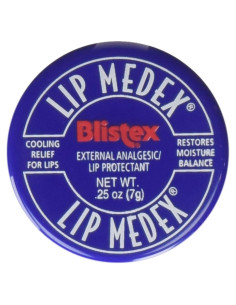 LIP MEDEX®
Blistex
COOLING
RELIEF
FOR LIPS
EXTERNAL ANALGESIC/
LIP PROTECTANT
RESTORES
MOISTURE
BALANCE
NET WT.
.25 oz (7g)
LIP MEDEX®